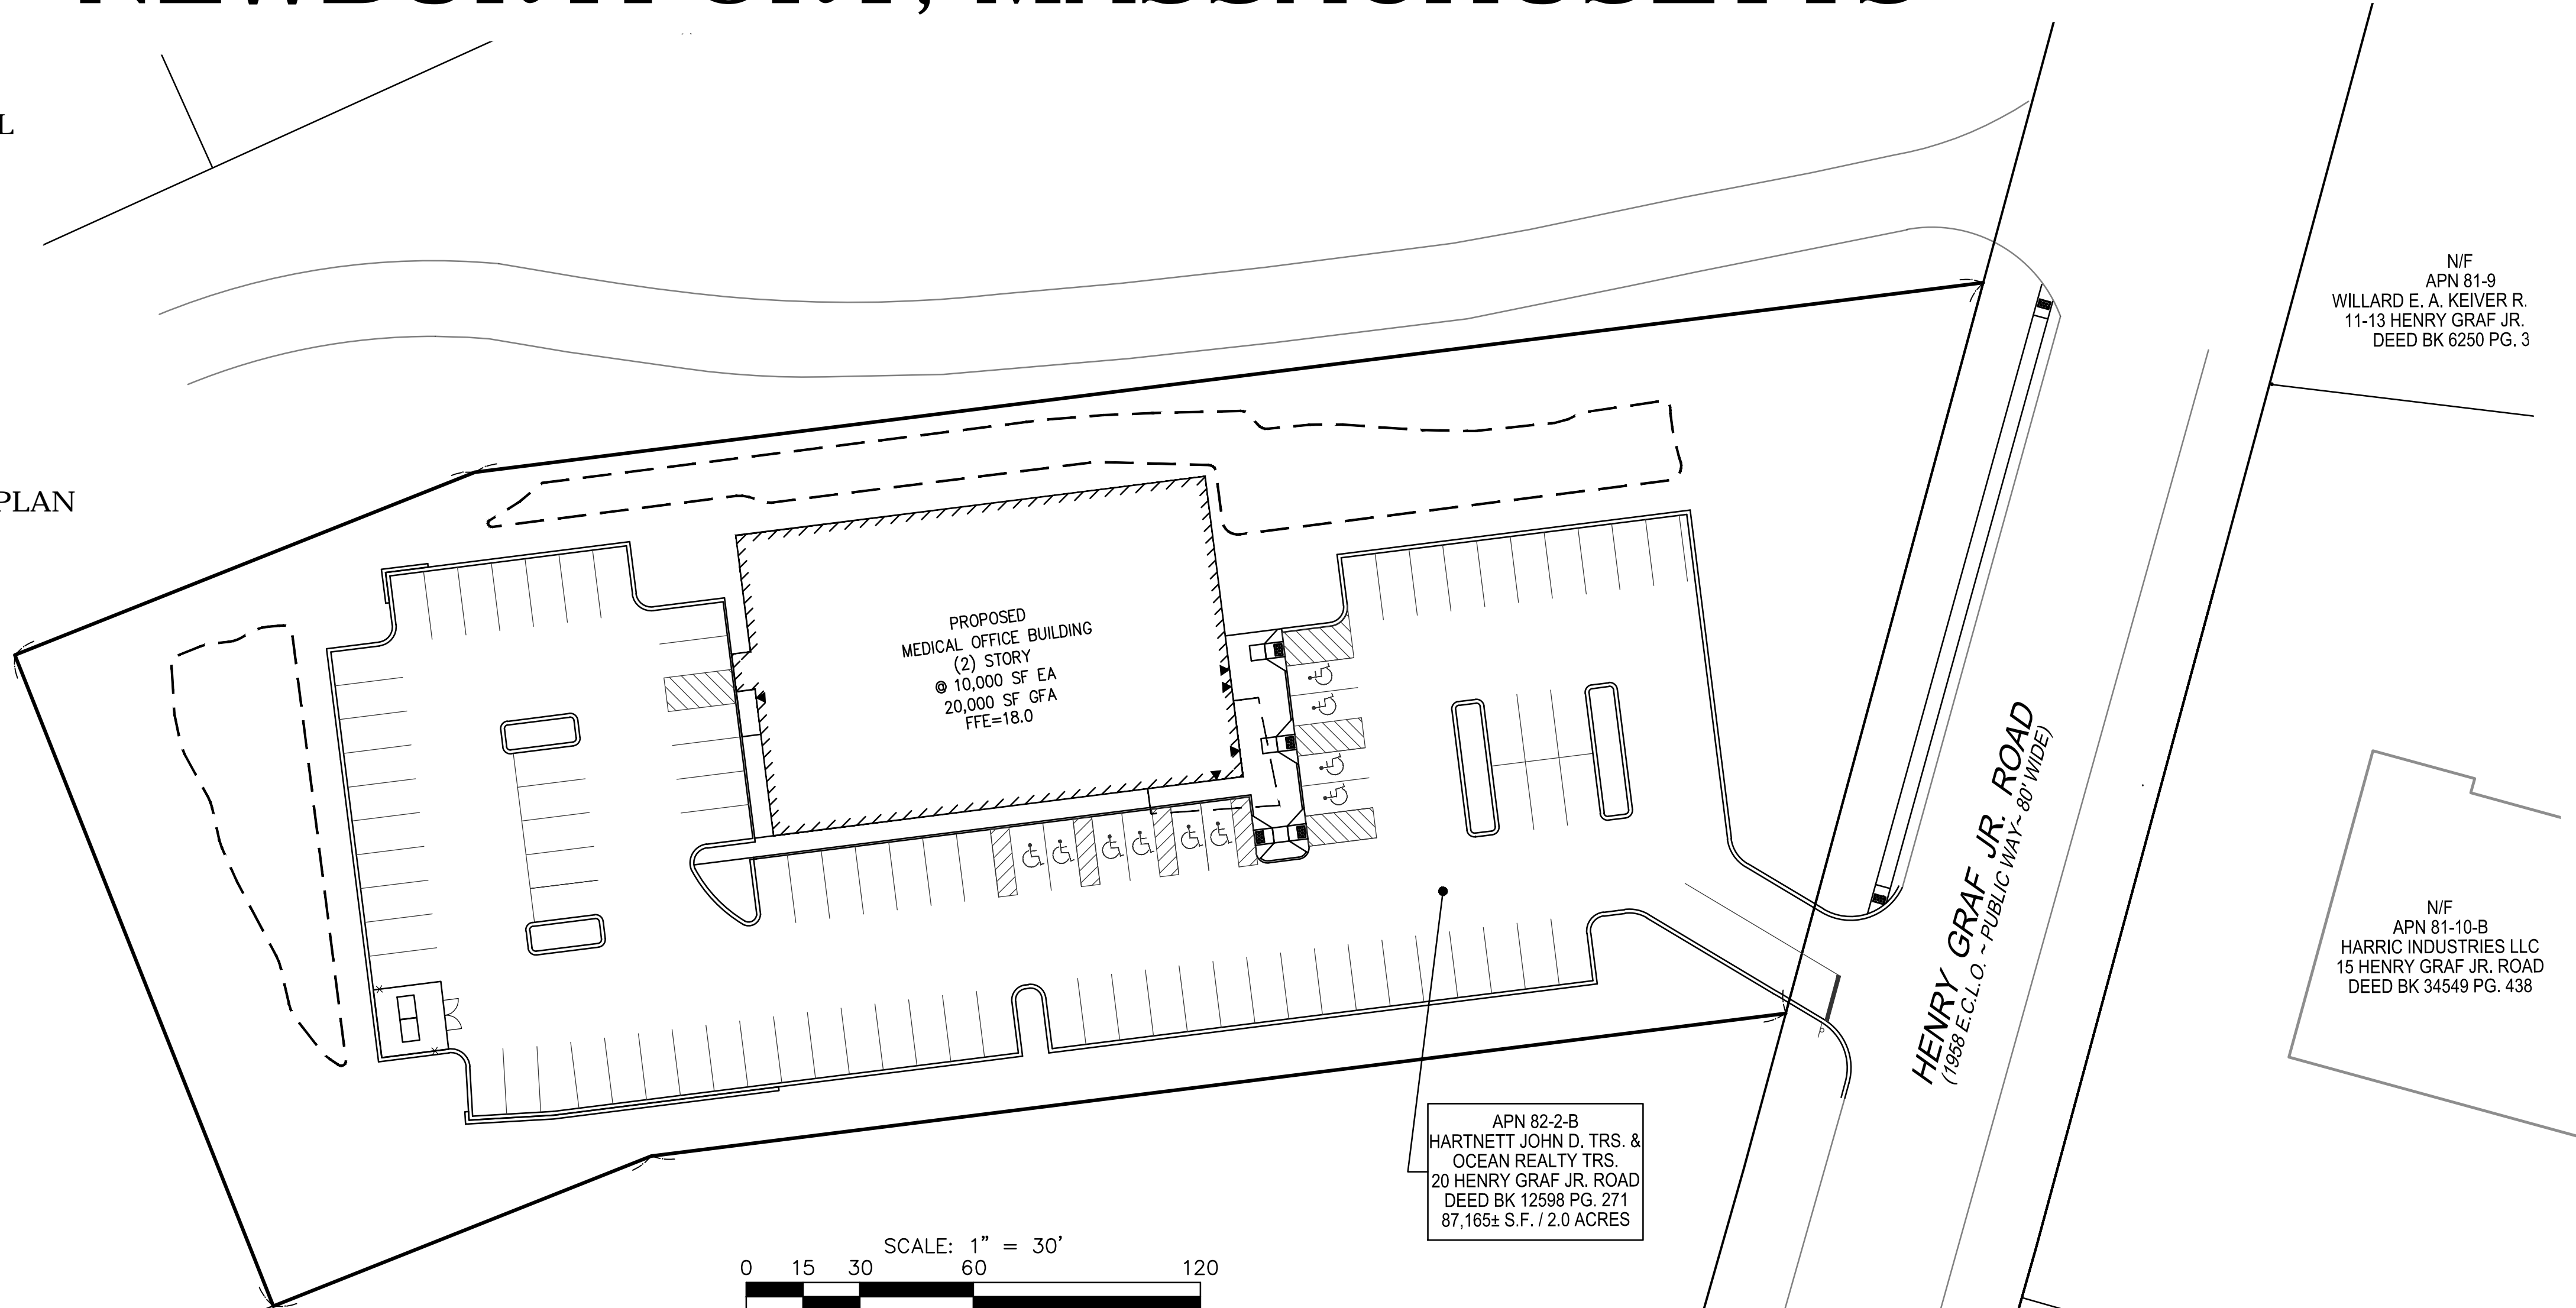 L
PLAN
N/F
APN 81-9
WILLARD E. A. KEIVER R.
11-13 HENRY GRAF JR.
DEED BK 6250 PG. 3
PROPOSED
MEDICAL OFFICE BUILDING
(2) STORY
@ 10,000 SF EA
20,000 SF GFA
FFE=18.0
HENRY GRAF JR. ROAD
(1958 E.C.L.O. ~ PUBLIC WAY~ 80' WIDE)
N/F
APN 81-10-B
HARRIC INDUSTRIES LLC
15 HENRY GRAF JR. ROAD
DEED BK 34549 PG. 438
APN 82-2-B
HARTNETT JOHN D. TRS. &
OCEAN REALTY TRS.
20 HENRY GRAF JR. ROAD
DEED BK 12598 PG. 271
87,165± S.F. / 2.0 ACRES
SCALE: 1" = 30'
0 15 30 60 120